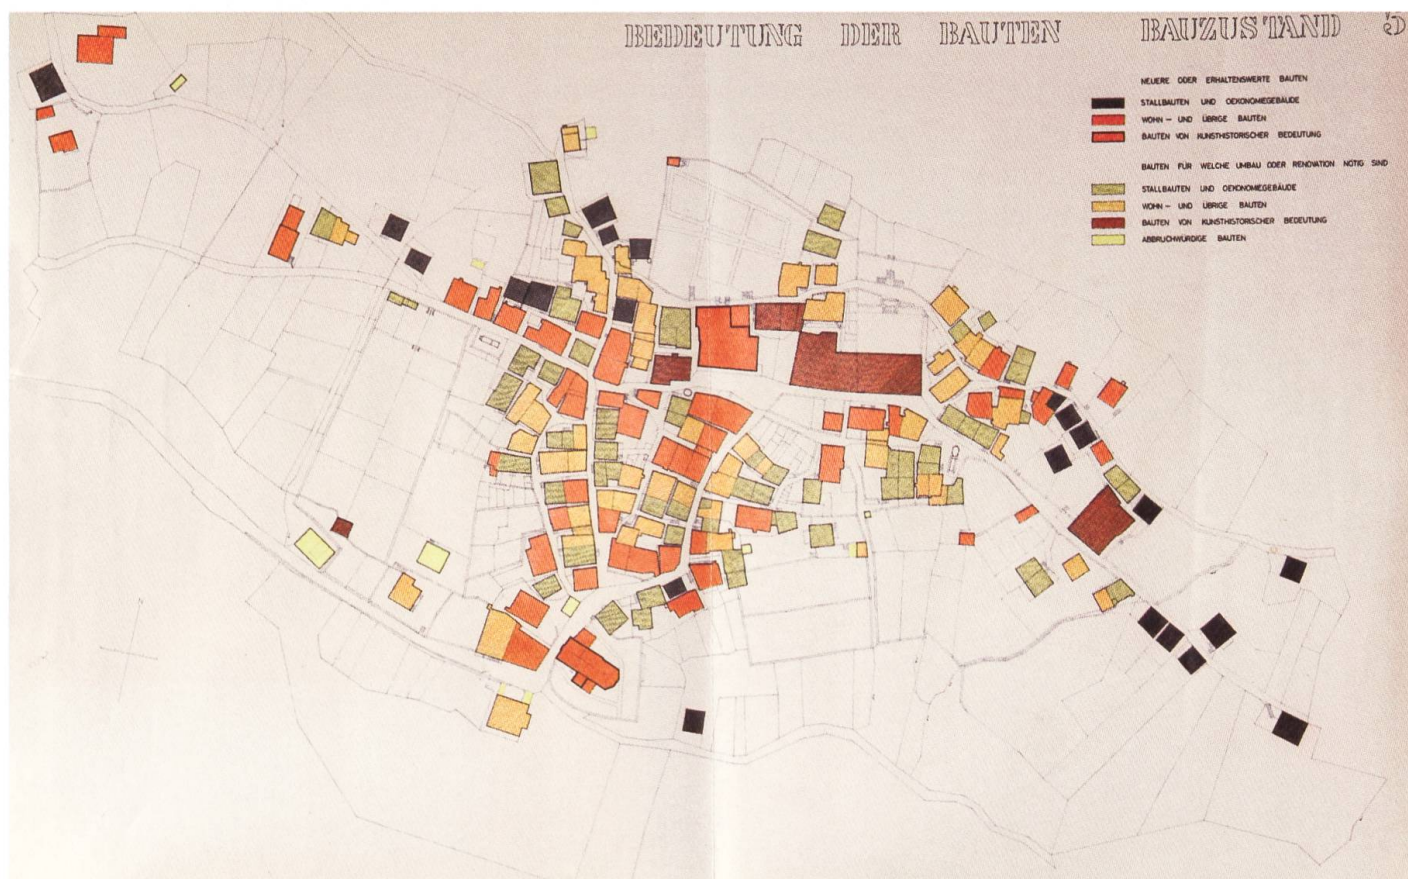 BEDEUTUNG DER BAUTEN BAUZUSTAND 5
NEUERE ODER ERHALTENSWERTE BAUTEN
STALLBAUTEN UND OEKONOMIEGEBÄUDE
WOHN- UND ÜBRIGE BAUTEN
BAUTEN VON KUNSTHISTORISCHER BEDEUTUNG
BAUTEN FÜR WELCHE UMBAU ODER RENOVATION NÖTIG SIND
STALLBAUTEN UND OEKONOMIEGEBÄUDE
WOHN- UND ÜBRIGE BAUTEN
BAUTEN VON KUNSTHISTORISCHER BEDEUTUNG
ABBRUCHWÜRDIGE BAUTEN